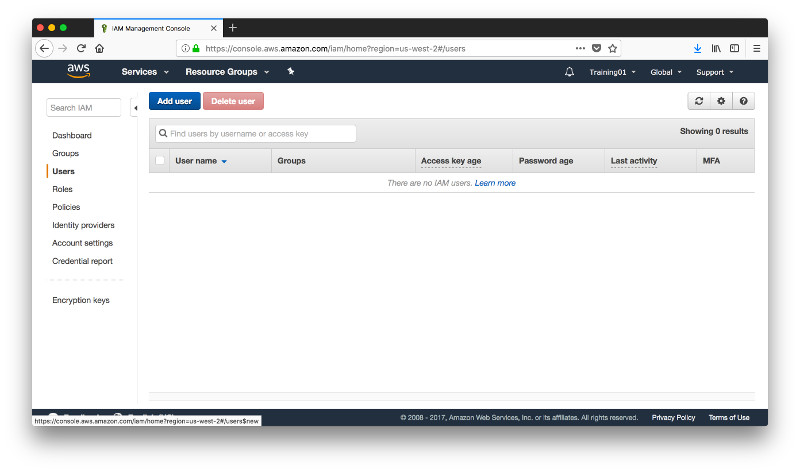 IAM Management Console
https://console.aws.amazon.com/iam/home?region=us-west-2#/users
aws
Services
Resource Groups
Training01
Global
Support
Search IAM
Add user
Delete user
Find users by username or access key
Showing 0 results
User name
Groups
Access key age
Password age
Last activity
MFA
There are no IAM users. Learn more
Dashboard
Groups
Users
Roles
Policies
Identity providers
Account settings
Credential report
Encryption keys
© 2008 - 2017, Amazon Web Services, Inc. or its affiliates. All rights reserved.
Privacy Policy
Terms of Use
https://console.aws.amazon.com/iam/home?region=us-west-2#/users$new